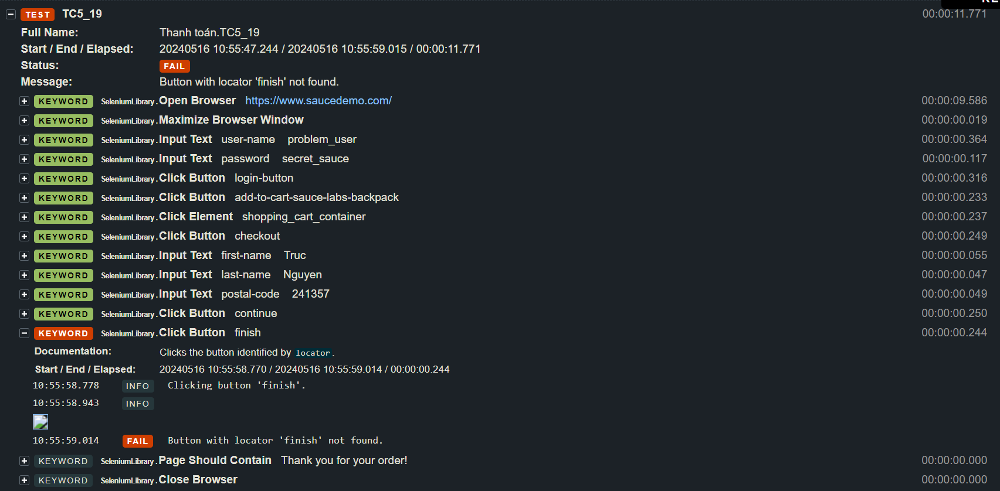 TEST TC5_19 00:00:11.771
Full Name: Thanh toán.TC5_19
Start / End / Elapsed: 20240516 10:55:47.244 / 20240516 10:55:59.015 / 00:00:11.771
Status: FAIL
Message: Button with locator 'finish' not found.
KEYWORD SeleniumLibrary.Open Browser https://www.saucedemo.com/ 00:00:09.586
KEYWORD SeleniumLibrary.Maximize Browser Window 00:00:00.019
KEYWORD SeleniumLibrary.Input Text user-name problem_user 00:00:00.364
KEYWORD SeleniumLibrary.Input Text password secret_sauce 00:00:00.117
KEYWORD SeleniumLibrary.Click Button login-button 00:00:00.316
KEYWORD SeleniumLibrary.Click Button add-to-cart-sauce-labs-backpack 00:00:00.233
KEYWORD SeleniumLibrary.Click Element shopping_cart_container 00:00:00.237
KEYWORD SeleniumLibrary.Click Button checkout 00:00:00.249
KEYWORD SeleniumLibrary.Input Text first-name Truc 00:00:00.055
KEYWORD SeleniumLibrary.Input Text last-name Nguyen 00:00:00.047
KEYWORD SeleniumLibrary.Input Text postal-code 241357 00:00:00.049
KEYWORD SeleniumLibrary.Click Button continue 00:00:00.250
KEYWORD SeleniumLibrary.Click Button finish 00:00:00.244
Documentation: Clicks the button identified by locator.
Start / End / Elapsed: 20240516 10:55:58.770 / 20240516 10:55:59.014 / 00:00:00.244
10:55:58.778 INFO Clicking button 'finish'.
10:55:58.943 INFO
10:55:59.014 FAIL Button with locator 'finish' not found.
KEYWORD SeleniumLibrary.Page Should Contain Thank you for your order! 00:00:00.000
KEYWORD SeleniumLibrary.Close Browser 00:00:00.000